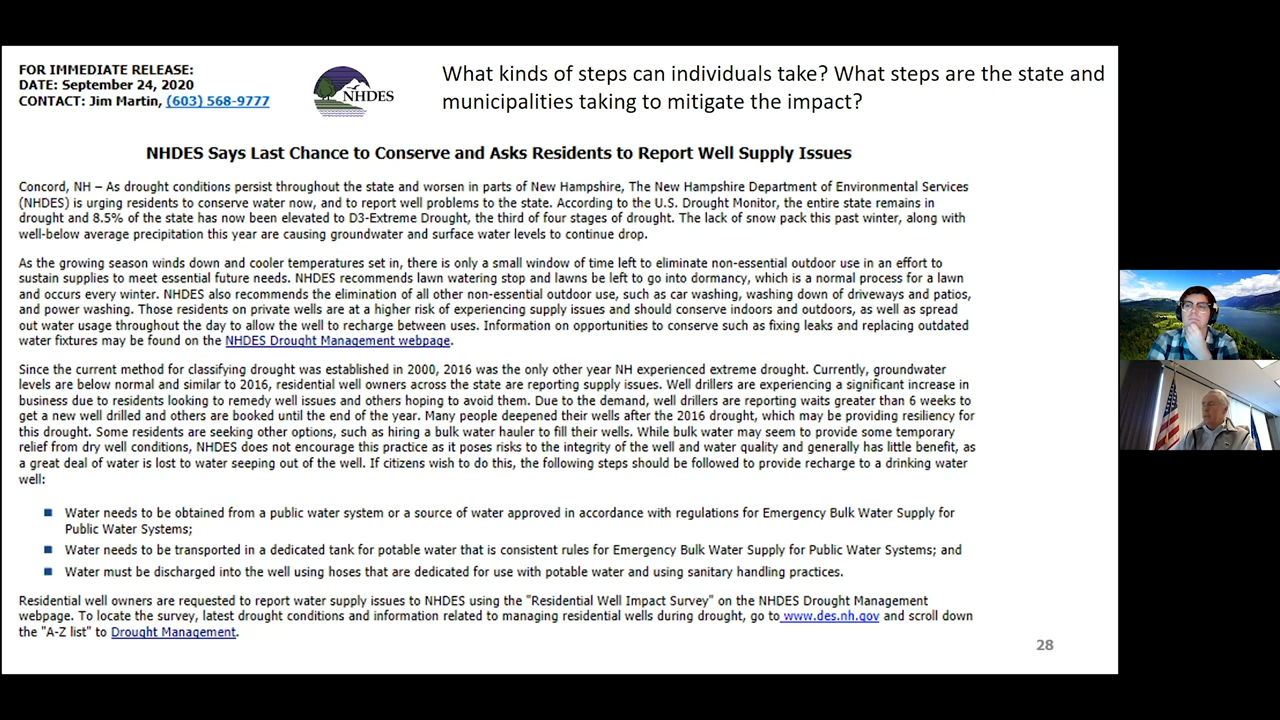 FOR IMMEDIATE RELEASE:
DATE: September 24, 2020
CONTACT: Jim Martin, (603) 568-9777
NHDES
What kinds of steps can individuals take? What steps are the state and
municipalities taking to mitigate the impact?
NHDES Says Last Chance to Conserve and Asks Residents to Report Well Supply Issues
Concord, NH – As drought conditions persist throughout the state and worsen in parts of New Hampshire, The New Hampshire Department of Environmental Services
(NHDES) is urging residents to conserve water now, and to report well problems to the state. According to the U.S. Drought Monitor, the entire state remains in
drought and 8.5% of the state has now been elevated to D3-Extreme Drought, the third of four stages of drought. The lack of snow pack this past winter, along with
well-below average precipitation this year are causing groundwater and surface water levels to continue drop.
As the growing season winds down and cooler temperatures set in, there is only a small window of time left to eliminate non-essential outdoor use in an effort to
sustain supplies to meet essential future needs. NHDES recommends lawn watering stop and lawns be left to go into dormancy, which is a normal process for a lawn
and occurs every winter. NHDES also recommends the elimination of all other non-essential outdoor use, such as car washing, washing down of driveways and patios,
and power washing. Those residents on private wells are at a higher risk of experiencing supply issues and should conserve indoors and outdoors, as well as spread
out water usage throughout the day to allow the well to recharge between uses. Information on opportunities to conserve such as fixing leaks and replacing outdated
water fixtures may be found on the NHDES Drought Management webpage.
Since the current method for classifying drought was established in 2000, 2016 was the only other year NH experienced extreme drought. Currently, groundwater
levels are below normal and similar to 2016, residential well owners across the state are reporting supply issues. Well drillers are experiencing a significant increase in
business due to residents looking to remedy well issues and others hoping to avoid them. Due to the demand, well drillers are reporting waits greater than 6 weeks to
get a new well drilled and others are booked until the end of the year. Many people deepened their wells after the 2016 drought, which may be providing resiliency for
this drought. Some residents are seeking other options, such as hiring a bulk water hauler to fill their wells. While bulk water may seem to provide some temporary
relief from dry well conditions, NHDES does not encourage this practice as it poses risks to the integrity of the well and water quality and generally has little benefit, as
a great deal of water is lost to water seeping out of the well. If citizens wish to do this, the following steps should be followed to provide recharge to a drinking water
well:
Water needs to be obtained from a public water system or a source of water approved in accordance with regulations for Emergency Bulk Water Supply for
Public Water Systems;
Water needs to be transported in a dedicated tank for potable water that is consistent rules for Emergency Bulk Water Supply for Public Water Systems; and
Water must be discharged into the well using hoses that are dedicated for use with potable water and using sanitary handling practices.
Residential well owners are requested to report water supply issues to NHDES using the "Residential Well Impact Survey" on the NHDES Drought Management
webpage. To locate the survey, latest drought conditions and information related to managing residential wells during drought, go to www.des.nh.gov and scroll down
the "A-Z list" to Drought Management.
28